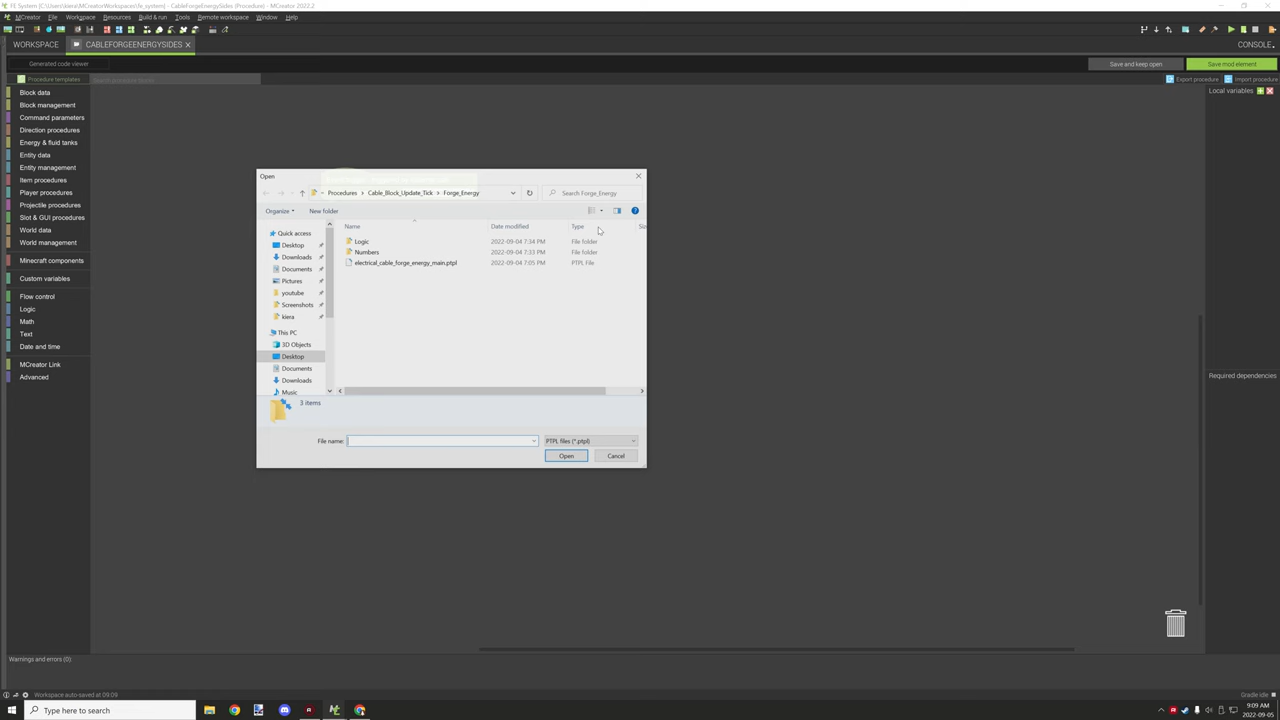 FE System [C:\Users\kiera\MCreatorWorkspaces\fe_system] - CableForgeEnergySides (Procedure) - MCreator 2022.2
MCreator File Workspace Resources Build & run Tools Remote workspace Window Help
WORKSPACE CABLEFORGEENERGYSIDES CONSOLE
Generated code viewer Save and keep open Save mod element
Procedure templates Search procedure blocks Export procedure Import procedure
Local variables
Block data
Block management
Command parameters
Direction procedures
Energy & fluid tanks
Entity data
Entity management
Item procedures
Player procedures
Projectile procedures
Slot & GUI procedures
World data
World management
Minecraft components
Custom variables
Flow control
Logic
Math
Text
Date and time
MCreator Link
Advanced
Open
Procedures Cable_Block_Update_Tick Forge_Energy Search Forge_Energy
Organize New folder
Name Date modified Type Siz
Logic 2022-09-04 7:34 PM File folder
Numbers 2022-09-04 7:33 PM File folder
electrical_cable_forge_energy_main.ptpl 2022-09-04 7:05 PM PTPL File
Quick access
Desktop
Downloads
Documents
Pictures
youtube
Screenshots
kiera
This PC
3D Objects
Desktop
Documents
Downloads
Music
3 items
File name: PTPL files (*.ptpl)
Open Cancel
Required dependencies
Warnings and errors (0)
Workspace auto-saved at 09:09 Gradle idle
Type here to search
9:09 AM
2022-09-05